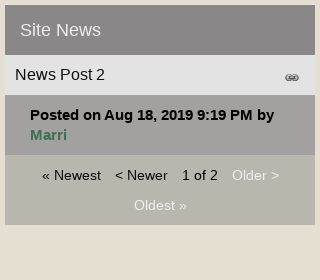 Site News
News Post 2
Posted on Aug 18, 2019 9:19 PM by
Marri
« Newest < Newer 1 of 2 Older >
Oldest »